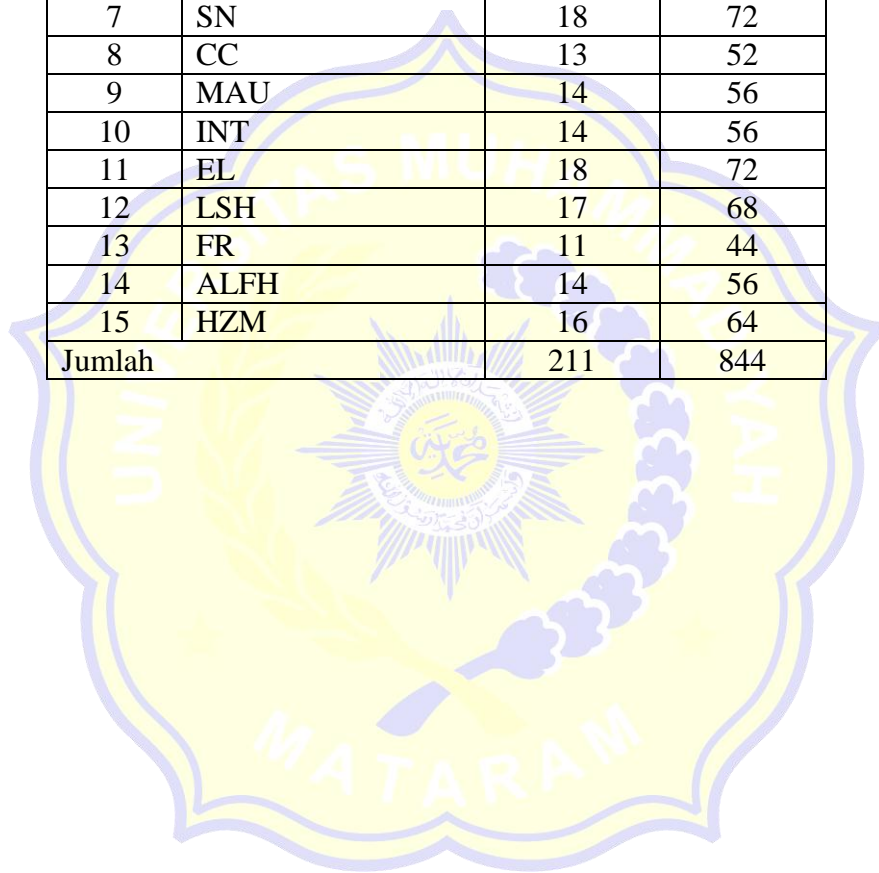 7 SN 18 72
8 CC 13 52
9 MAU 14 56
10 INT 14 56
11 EL 18 72
12 LSH 17 68
13 FR 11 44
14 ALFH 14 56
15 HZM 16 64
Jumlah 211 844
UNIVERSITAS MUHAMMADIYAH
MATARAM